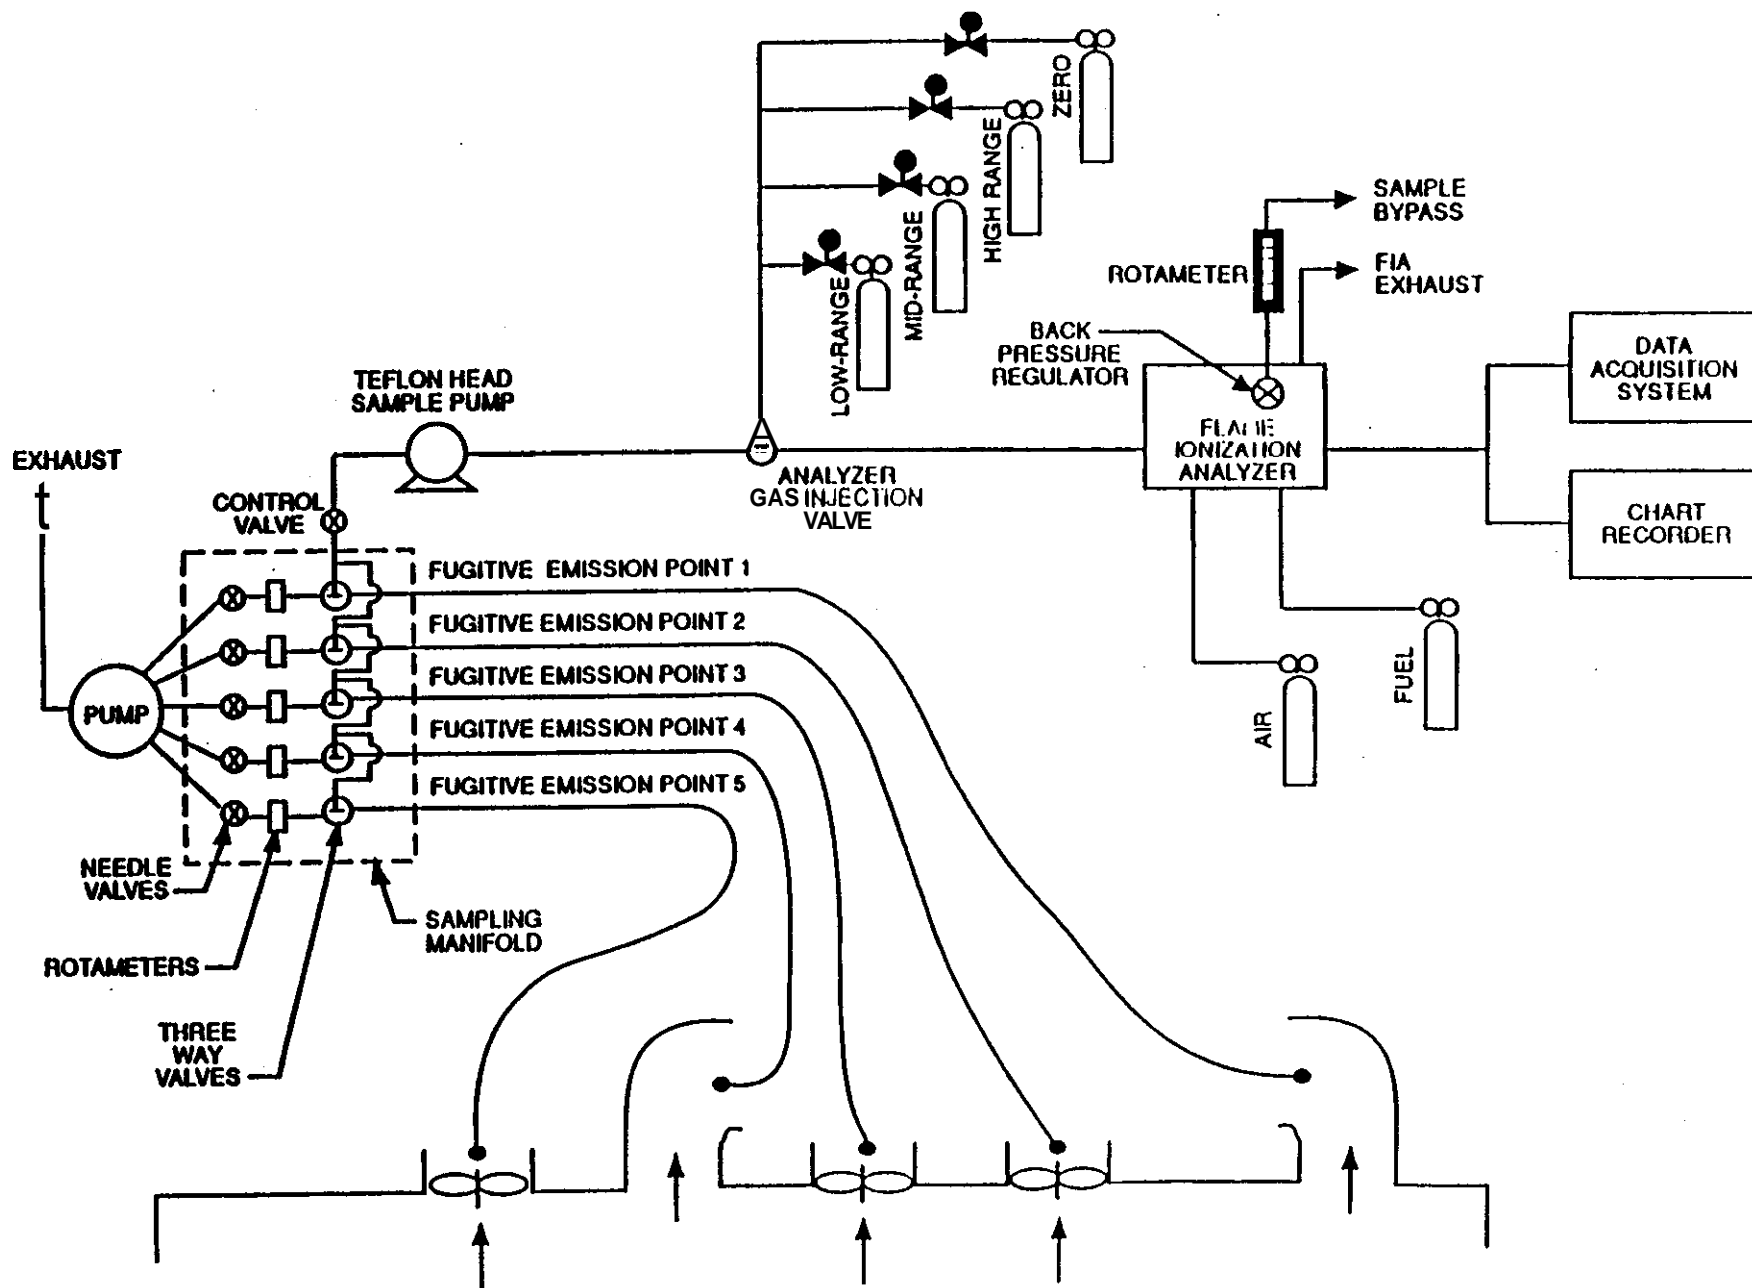 ZERO
HIGH RANGE
MID-RANGE
LOW-RANGE
SAMPLE
BYPASS
ROTAMETER
FIA
EXHAUST
BACK
PRESSURE
REGULATOR
DATA
ACQUISITION
SYSTEM
TEFLON HEAD
SAMPLE PUMP
FLAME
IONIZATION
ANALYZER
EXHAUST
ANALYZER
GAS INJECTION
VALVE
CONTROL
VALVE
CHART
RECORDER
FUGITIVE EMISSION POINT 1
FUGITIVE EMISSION POINT 2
FUGITIVE EMISSION POINT 3
FUGITIVE EMISSION POINT 4
FUGITIVE EMISSION POINT 5
PUMP
FUEL
AIR
NEEDLE
VALVES
SAMPLING
MANIFOLD
ROTAMETERS
THREE
WAY
VALVES